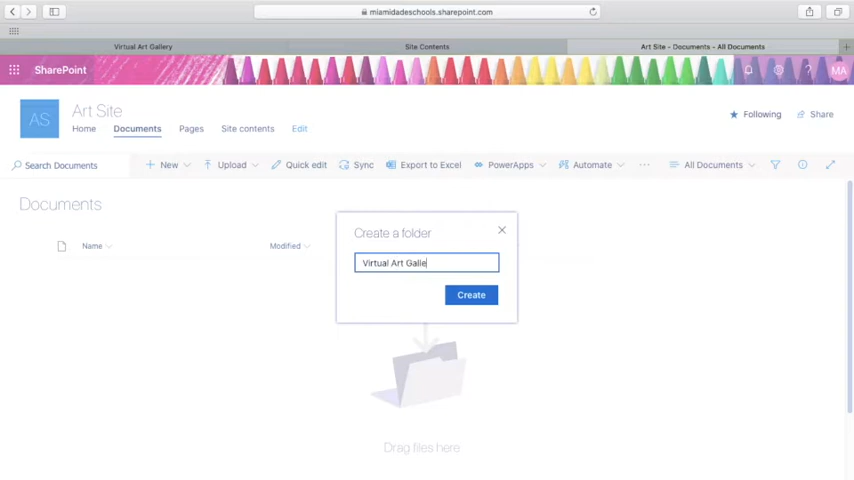 miamidadeschools.sharepoint.com
Virtual Art Gallery
Site Contents
Art Site - Documents - All Documents
SharePoint
MA
AS
Art Site
Following
Share
Home
Documents
Pages
Site contents
Edit
Search Documents
New
Upload
Quick edit
Sync
Export to Excel
PowerApps
Automate
All Documents
Documents
Name
Modified
Create a folder
Virtual Art Galle
Create
Drag files here